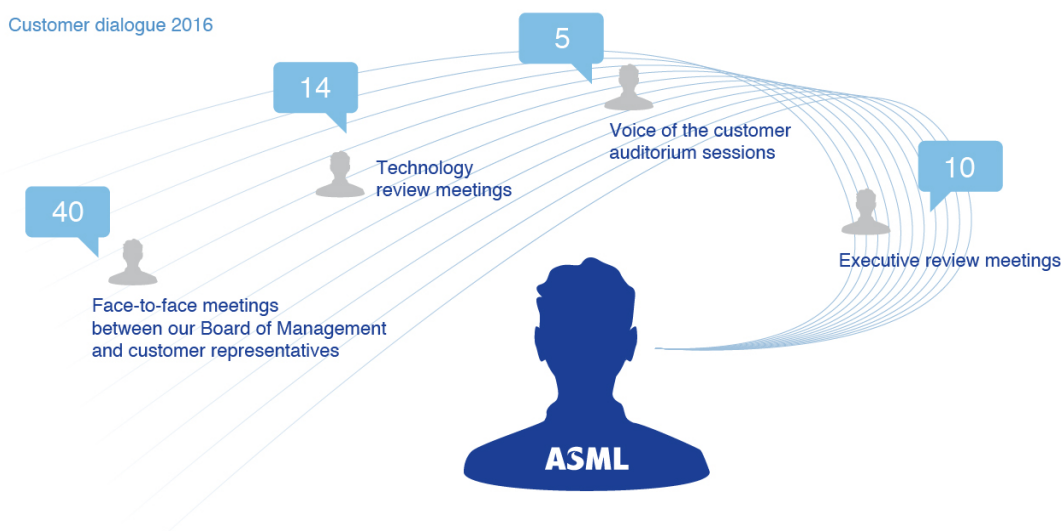 Customer dialogue 2016
5
14
Voice of the customer
auditorium sessions
10
Technology
review meetings
40
Executive review meetings
Face-to-face meetings
between our Board of Management
and customer representatives
ASML